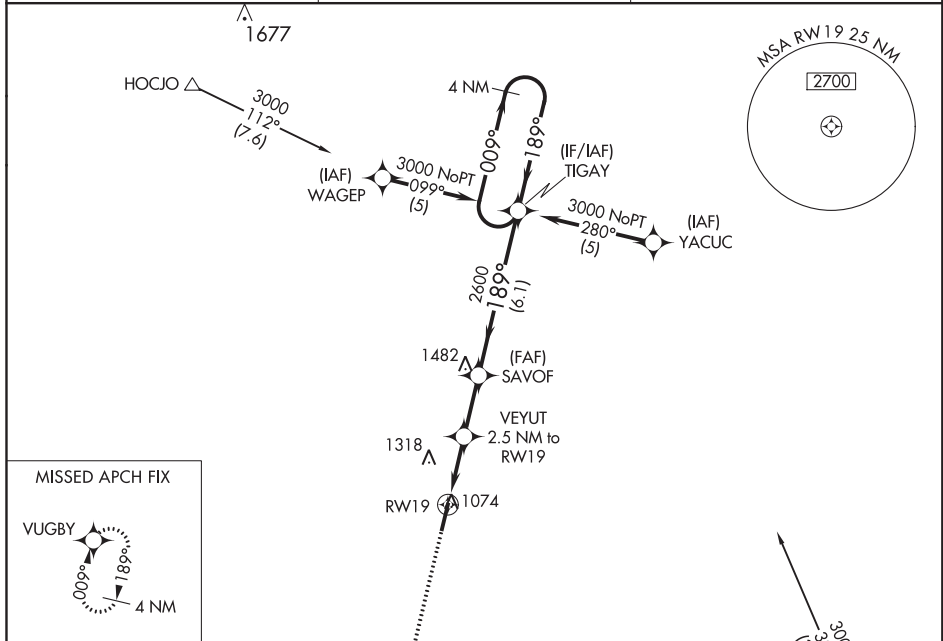 1677
MSA RW19 25 NM
2700
HOCJO
3000
112°
(7.6)
4 NM
009°
189°
(IF/IAF)
TIGAY
(IAF)
WAGEP
3000 NoPT
099°
(5)
3000 NoPT
280°
(5)
(IAF)
YACUC
2600
189°
(6.1)
1482
(FAF)
SAVOF
VEYUT
2.5 NM to
RW19
1318
RW19
1074
MISSED APCH FIX
VUGBY
009°
189°
4 NM